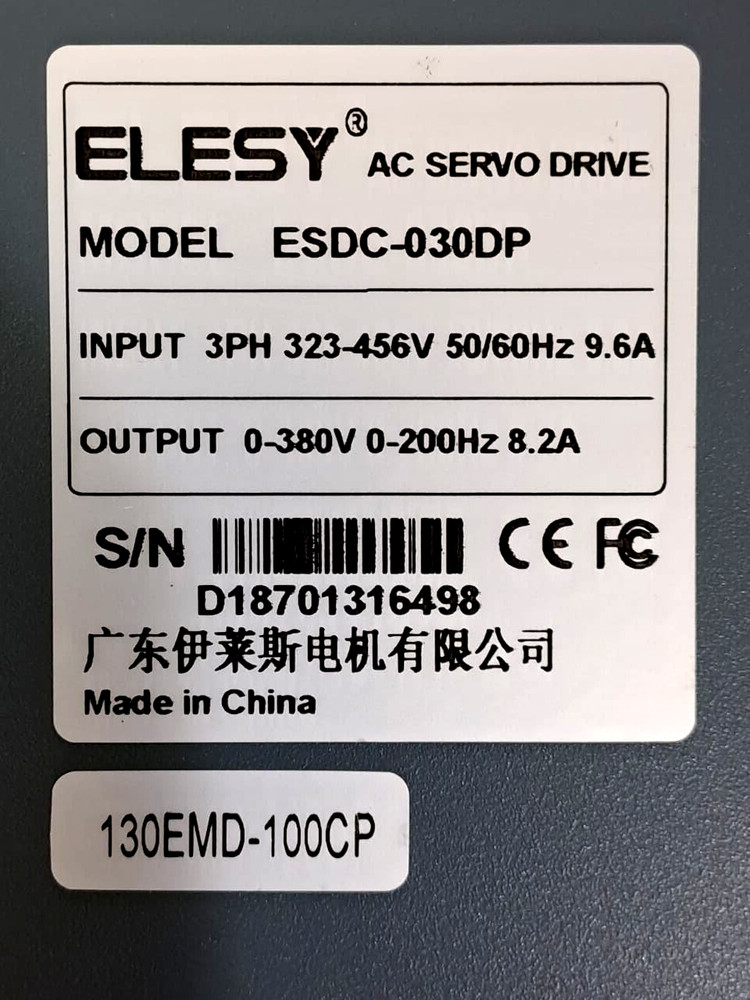 ELESY® AC SERVO DRIVE
MODEL ESDC-030DP
INPUT 3PH 323-456V 50/60Hz 9.6A
OUTPUT 0-380V 0-200Hz 8.2A
S/N CE FC
D18701316498
广东伊莱斯电机有限公司
Made in China
130EMD-100CP